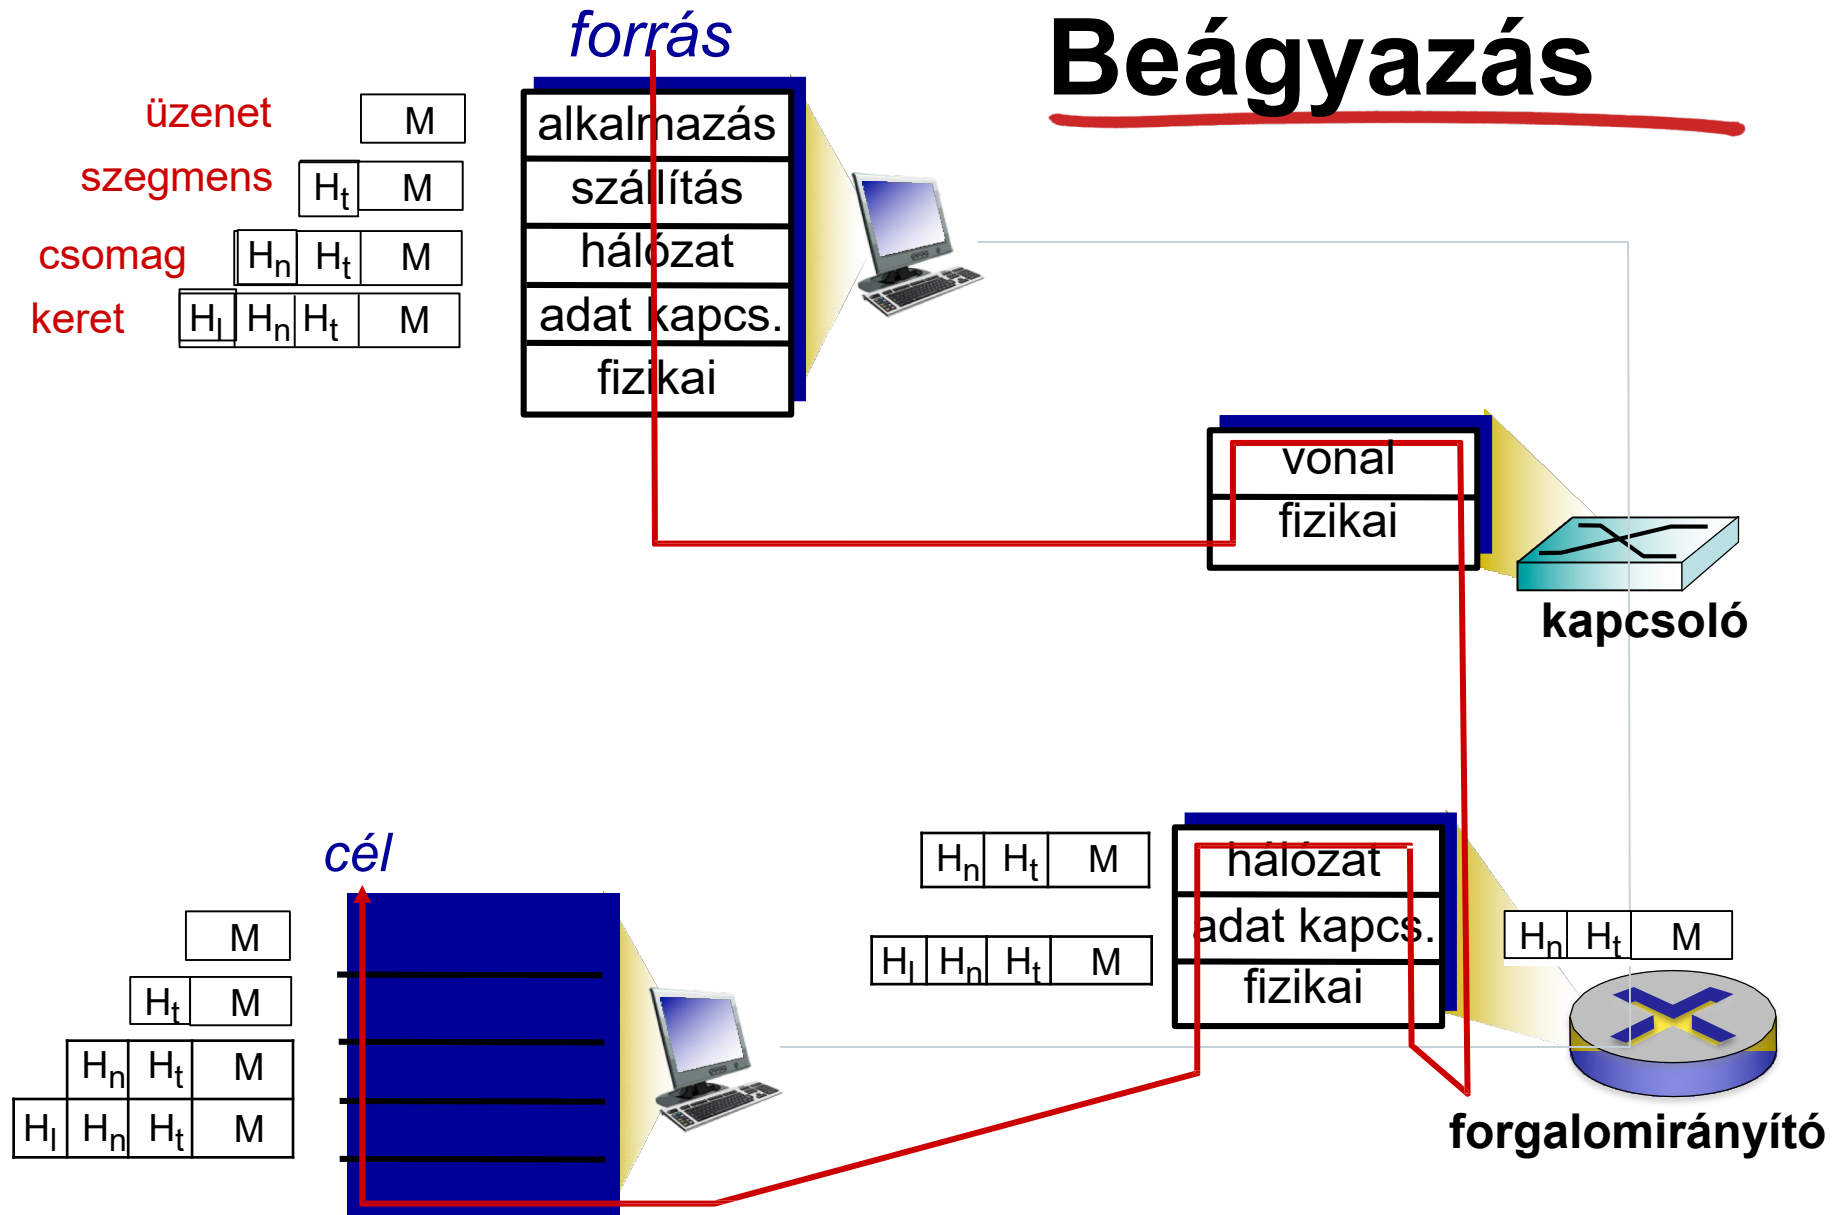 forrás
Beágyazás
üzenet M alkalmazás
szegmens Ht M szállítás
csomag Hn Ht M hálózat
keret Hl Hn Ht M adat kapcs.
fizikai
vonal
fizikai
kapcsoló
cél
Hn Ht M hálózat
Hl Hn Ht M adat kapcs.
fizikai
Hn Ht M
forgalomirányító
M
Ht M
Hn Ht M
Hl Hn Ht M